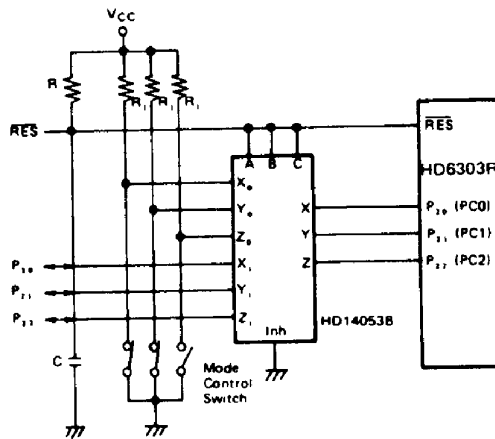 VCC
R
R₁ R₁ R₁
RES
A B C
RES
HD6303R
X₀
Y₀
Z₀
X₁
Y₁
Z₁
X
Y
Z
P₂₀ (PC0)
P₂₁ (PC1)
P₂₂ (PC2)
P₂₀
P₂₁
P₂₂
Inh
HD14053B
C
Mode
Control
Switch